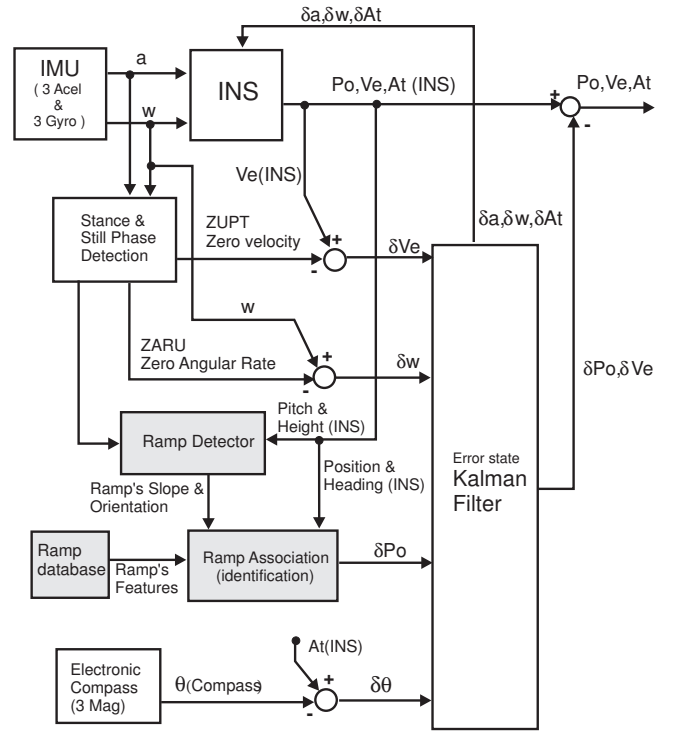 δa,δw,δAt
IMU
( 3 Acel
&
3 Gyro )
a
w
INS
Po,Ve,At (INS)
+
-
Po,Ve,At
Ve(INS)
δa,δw,δAt
Stance &
Still Phase
Detection
ZUPT
Zero velocity
+
-
δVe
w
ZARU
Zero Angular Rate
+
-
δw
δPo,δVe
Pitch &
Height (INS)
Ramp Detector
Position &
Heading (INS)
Ramp's Slope &
Orientation
Error state
Kalman
Filter
Ramp
database
Ramp's
Features
Ramp Association
(identification)
δPo
At(INS)
Electronic
Compass
(3 Mag)
θ(Compass)
+
-
δθ